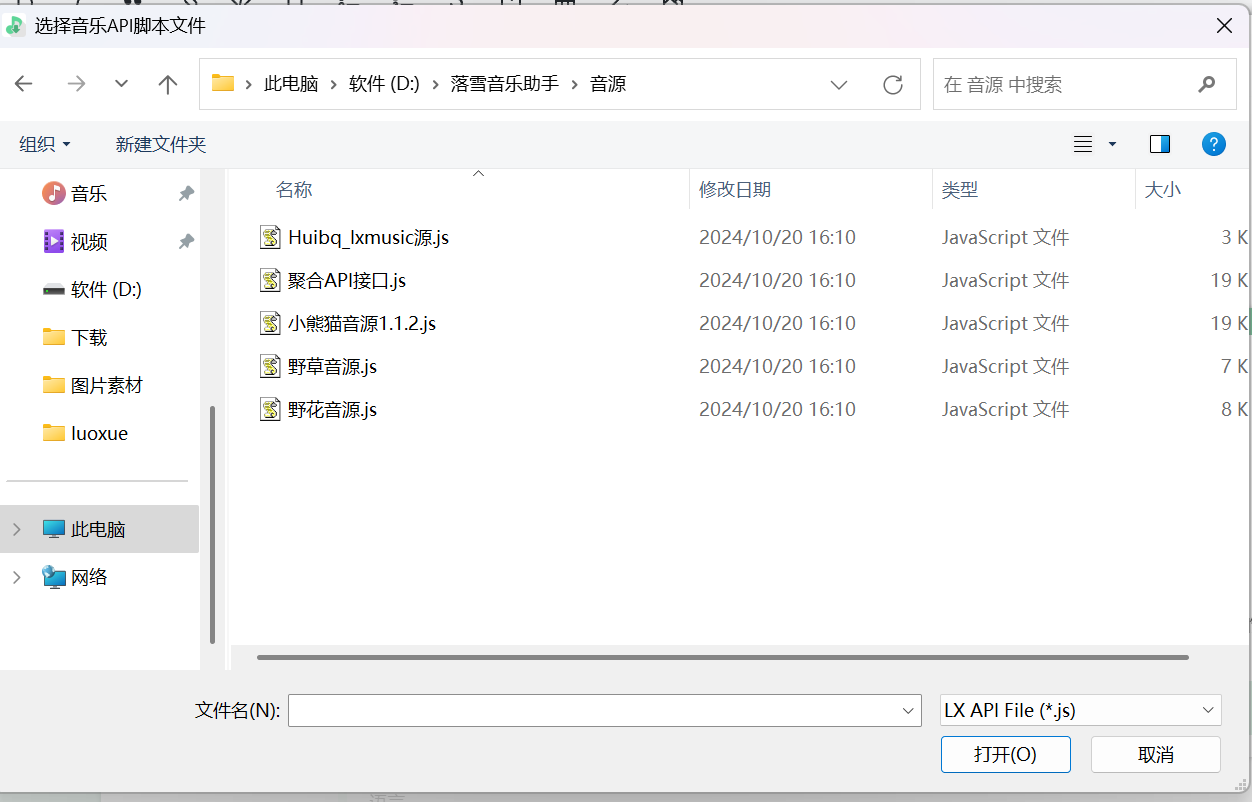 选择音乐API脚本文件
此电脑 软件 (D:) 落雪音乐助手 音源
在 音源 中搜索
组织 新建文件夹
名称 修改日期 类型 大小
音乐
视频
软件 (D:)
下载
图片素材
luoxue
此电脑
网络
Huibq_lxmusic源.js 2024/10/20 16:10 JavaScript 文件 3 K
聚合API接口.js 2024/10/20 16:10 JavaScript 文件 19 K
小熊猫音源1.1.2.js 2024/10/20 16:10 JavaScript 文件 19 K
野草音源.js 2024/10/20 16:10 JavaScript 文件 7 K
野花音源.js 2024/10/20 16:10 JavaScript 文件 8 K
文件名(N):
LX API File (*.js)
打开(O) 取消